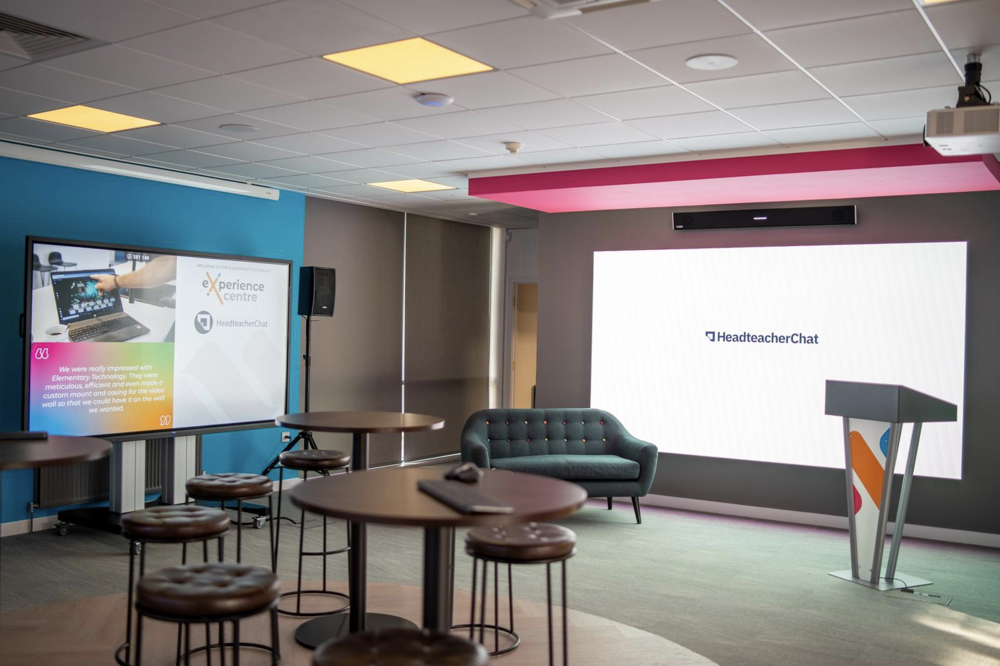 581 140
WELCOME TO THE ELEMENTARY TECHNOLOGY
eXperience
centre
HeadteacherChat
We were really impressed with
Elementary Technology. They were
meticulous, efficient and even made a
custom mount and casing for the video
wall so that we could have it on the wall
we wanted.
HeadteacherChat